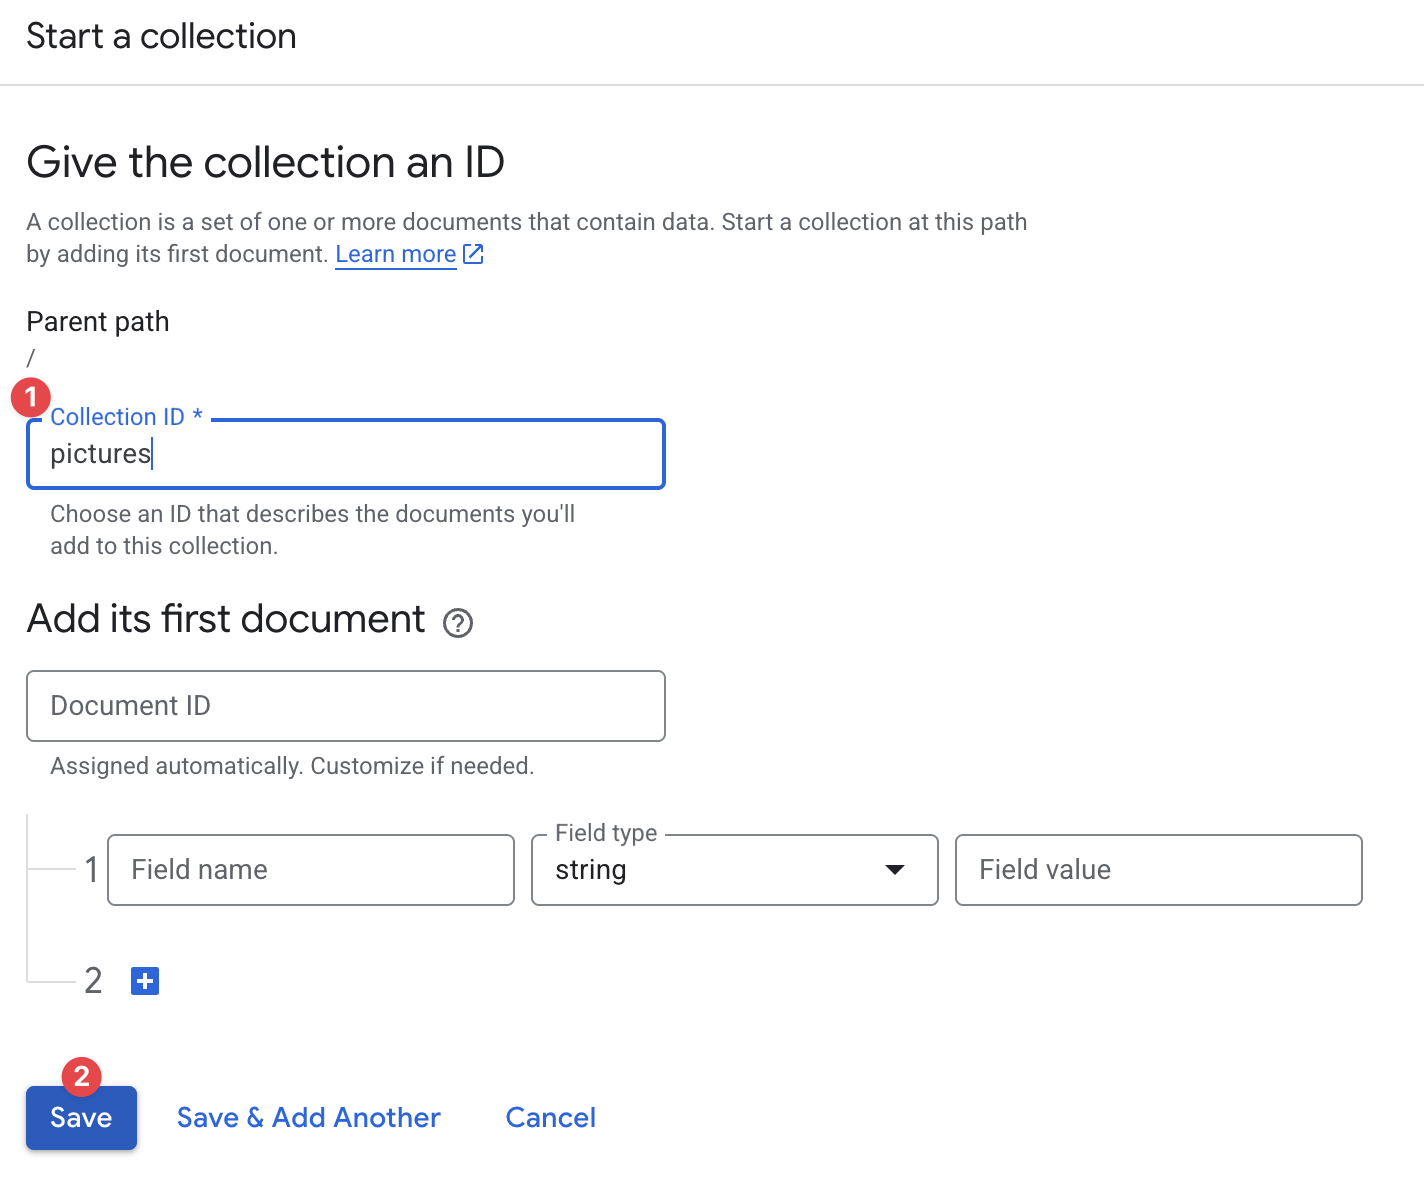 Start a collection
Give the collection an ID
A collection is a set of one or more documents that contain data. Start a collection at this path
by adding its first document. Learn more
Parent path
/
1
Collection ID *
pictures
Choose an ID that describes the documents you'll
add to this collection.
Add its first document ?
Document ID
Assigned automatically. Customize if needed.
Field type
1 Field name string Field value
2 +
2
Save Save & Add Another Cancel